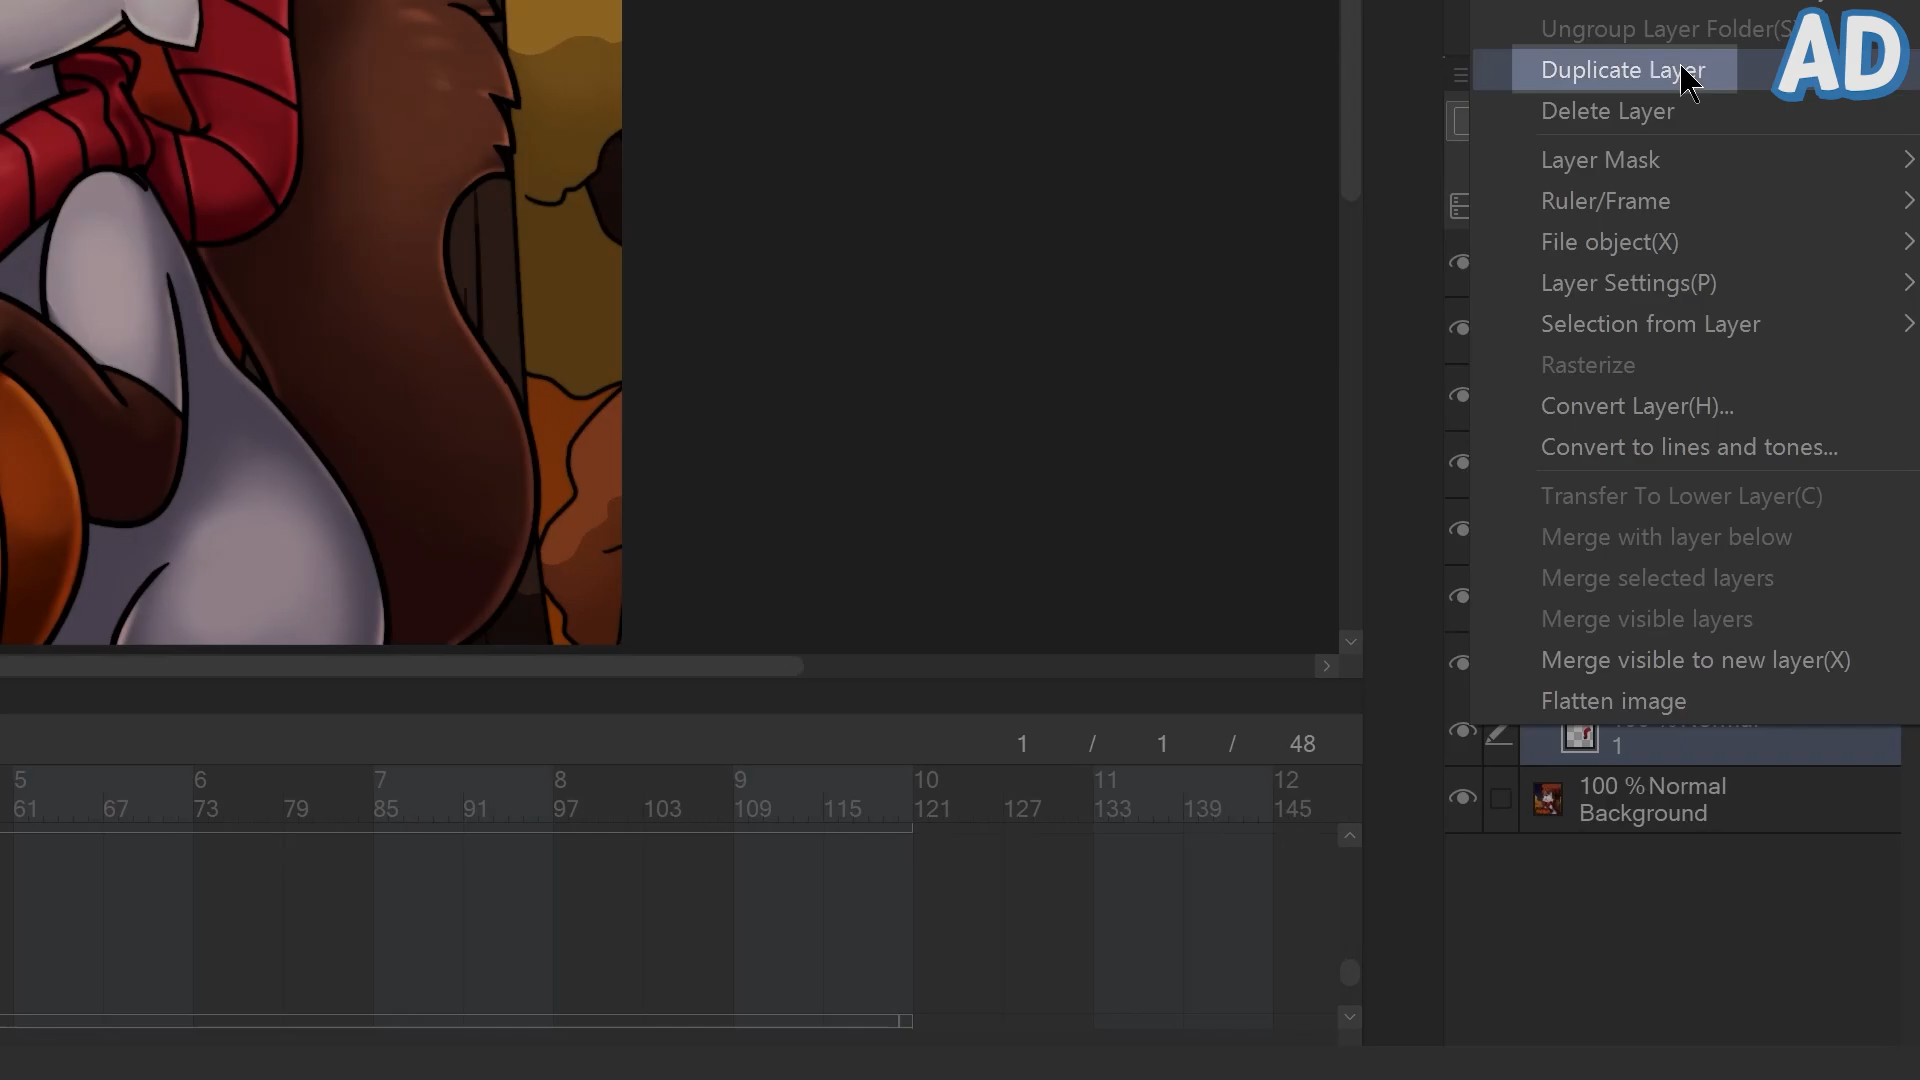 Ungroup Layer Folder(S
AD
Duplicate Layer
Delete Layer
Layer Mask
Ruler/Frame
File object(X)
Layer Settings(P)
Selection from Layer
Rasterize
Convert Layer(H)...
Convert to lines and tones...
Transfer To Lower Layer(C)
Merge with layer below
Merge selected layers
Merge visible layers
Merge visible to new layer(X)
Flatten image
1
100 %Normal
Background
1 / 1 / 48
5 6 7 8 9 10 11 12
61 67 73 79 85 91 97 103 109 115 121 127 133 139 145